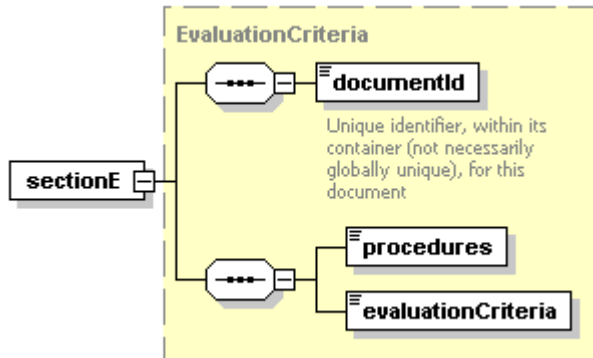 EvaluationCriteria
documentId
Unique identifier, within its
container (not necessarily
globally unique), for this
document
sectionE
procedures
evaluationCriteria